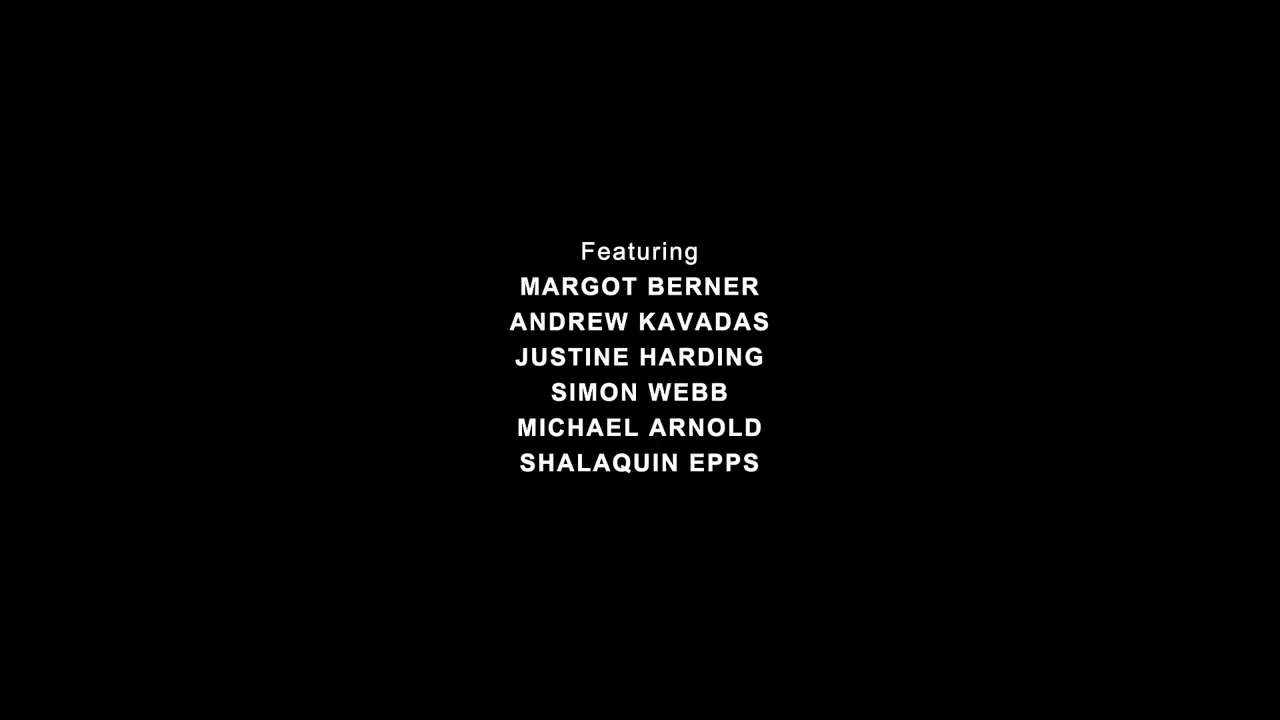 Featuring
MARGOT BERNER
ANDREW KAVADAS
JUSTINE HARDING
SIMON WEBB
MICHAEL ARNOLD
SHALAQUIN EPPS